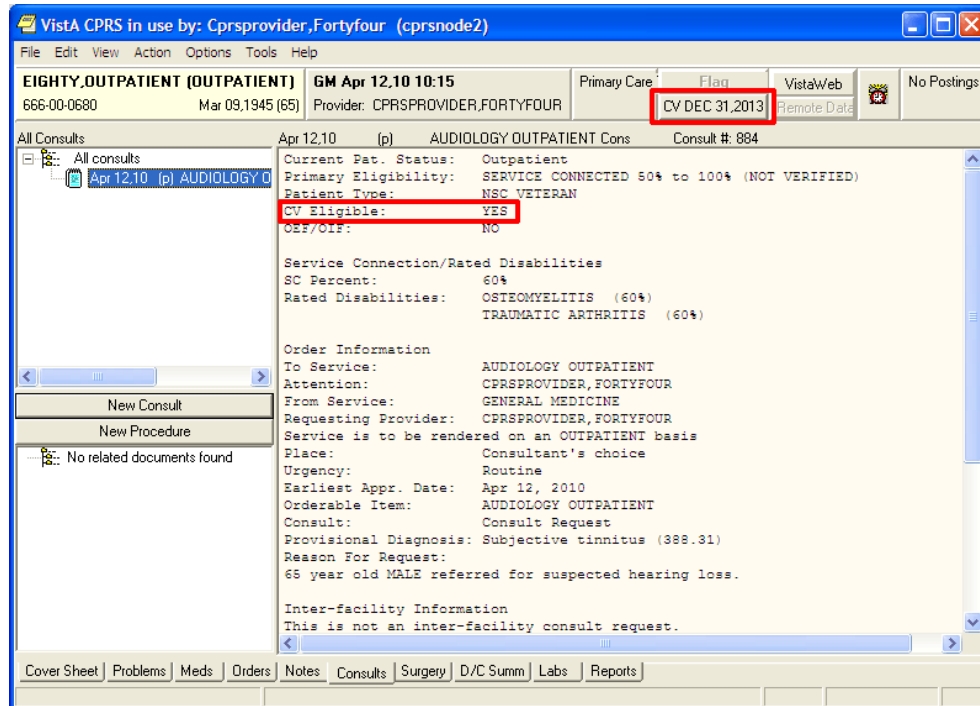 VistA CPRS in use by: Cprsprovider,Fortyfour (cprsnode2)
File Edit View Action Options Tools Help
EIGHTY,OUTPATIENT (OUTPATIENT) GM Apr 12,10 10:15 Primary Care Flag VistaWeb No Postings
666-00-0680 Mar 09,1945 (65) Provider: CPRSPROVIDER,FORTYFOUR CV DEC 31,2013 Remote Data
All Consults Apr 12,10 (p) AUDIOLOGY OUTPATIENT Cons Consult #: 884
All consults
Apr 12,10 (p) AUDIOLOGY O
New Consult
New Procedure
No related documents found
Current Pat. Status: Outpatient
Primary Eligibility: SERVICE CONNECTED 50% to 100% (NOT VERIFIED)
Patient Type: NSC VETERAN
CV Eligible: YES
OEF/OIF: NO
Service Connection/Rated Disabilities
SC Percent: 60%
Rated Disabilities: OSTEOMYELITIS (60%)
TRAUMATIC ARTHRITIS (60%)
Order Information
To Service: AUDIOLOGY OUTPATIENT
Attention: CPRSPROVIDER,FORTYFOUR
From Service: GENERAL MEDICINE
Requesting Provider: CPRSPROVIDER,FORTYFOUR
Service is to be rendered on an OUTPATIENT basis
Place: Consultant's choice
Urgency: Routine
Earliest Appr. Date: Apr 12, 2010
Orderable Item: AUDIOLOGY OUTPATIENT
Consult: Consult Request
Provisional Diagnosis: Subjective tinnitus (388.31)
Reason For Request:
65 year old MALE referred for suspected hearing loss.
Inter-facility Information
This is not an inter-facility consult request.
Cover Sheet Problems Meds Orders Notes Consults Surgery D/C Summ Labs Reports